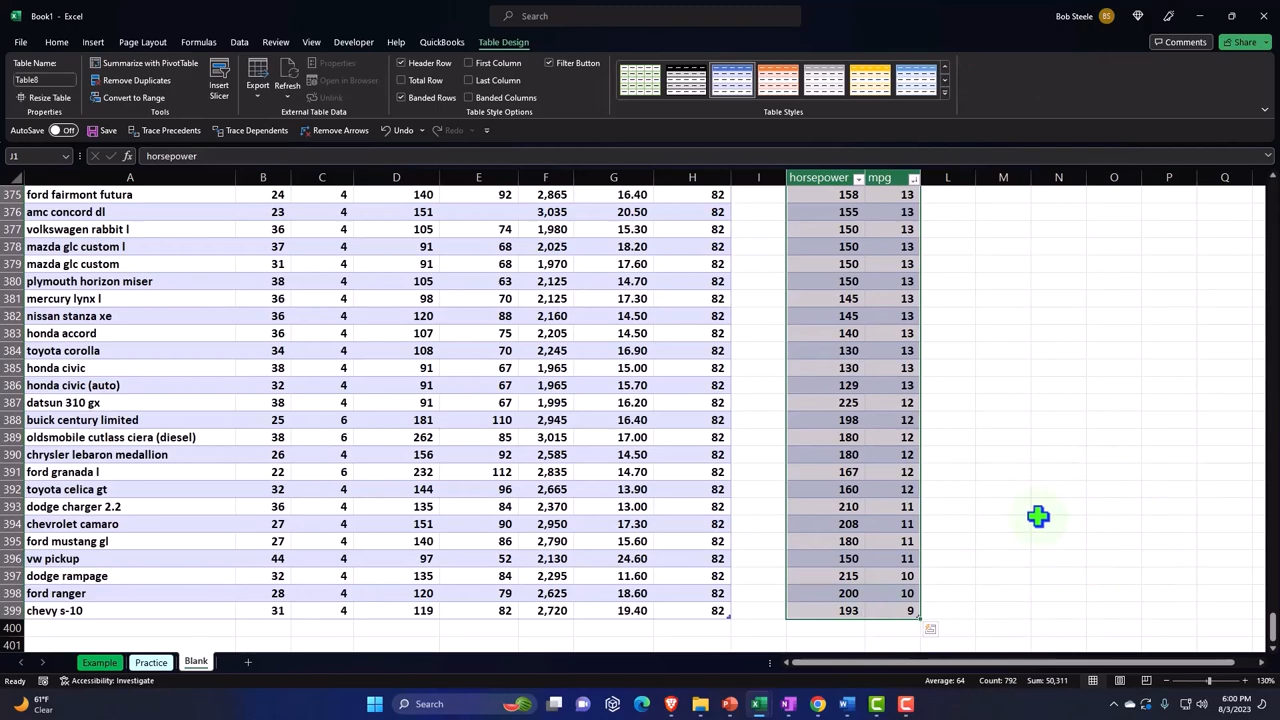 Book1 - Excel
Search
Bob Steele
BS
File Home Insert Page Layout Formulas Data Review View Developer Automate Help QuickBooks Table Design
Comments
Share
Table Name:
Table8
Resize Table
Properties
Summarize with PivotTable
Remove Duplicates
Convert to Range
Tools
Insert Slicer
Export
Refresh
Properties
Open in Browser
Unlink
External Table Data
Header Row First Column Filter Button
Total Row Last Column
Banded Rows Banded Columns
Table Style Options
Table Styles
AutoSave Off Save Trace Precedents Trace Dependents Remove Arrows Undo Redo
J1 fx horsepower
A B C D E F G H I horsepower mpg L M N O P Q
375 ford fairmont futura 24 4 140 92 2,865 16.40 82 158 13
376 amc concord dl 23 4 151 3,035 20.50 82 155 13
377 volkswagen rabbit l 36 4 105 74 1,980 15.30 82 150 13
378 mazda glc custom l 37 4 91 68 2,025 18.20 82 150 13
379 mazda glc custom 31 4 91 68 1,970 17.60 82 150 13
380 plymouth horizon miser 38 4 105 63 2,125 14.70 82 150 13
381 mercury lynx l 36 4 98 70 2,125 17.30 82 145 13
382 nissan stanza xe 36 4 120 88 2,160 14.50 82 145 13
383 honda accord 36 4 107 75 2,205 14.50 82 140 13
384 toyota corolla 34 4 108 70 2,245 16.90 82 130 13
385 honda civic 38 4 91 67 1,965 15.00 82 130 13
386 honda civic (auto) 32 4 91 67 1,965 15.70 82 129 13
387 datsun 310 gx 38 4 91 67 1,995 16.20 82 225 12
388 buick century limited 25 6 181 110 2,945 16.40 82 198 12
389 oldsmobile cutlass ciera (diesel) 38 6 262 85 3,015 17.00 82 180 12
390 chrysler lebaron medallion 26 4 156 92 2,585 14.50 82 180 12
391 ford granada l 22 6 232 112 2,835 14.70 82 167 12
392 toyota celica gt 32 4 144 96 2,665 13.90 82 160 12
393 dodge charger 2.2 36 4 135 84 2,370 13.00 82 210 11
394 chevrolet camaro 27 4 151 90 2,950 17.30 82 208 11
395 ford mustang gl 27 4 140 86 2,790 15.60 82 180 11
396 vw pickup 44 4 97 52 2,130 24.60 82 150 11
397 dodge rampage 32 4 135 84 2,295 11.60 82 215 10
398 ford ranger 28 4 120 79 2,625 18.60 82 200 10
399 chevy s-10 31 4 119 82 2,720 19.40 82 193 9
400
401
Example Practice Blank
Ready Accessibility: Investigate Average: 64 Count: 792 Sum: 50,311 130%
61°F
Clear
Search
6:00 PM
8/3/2023